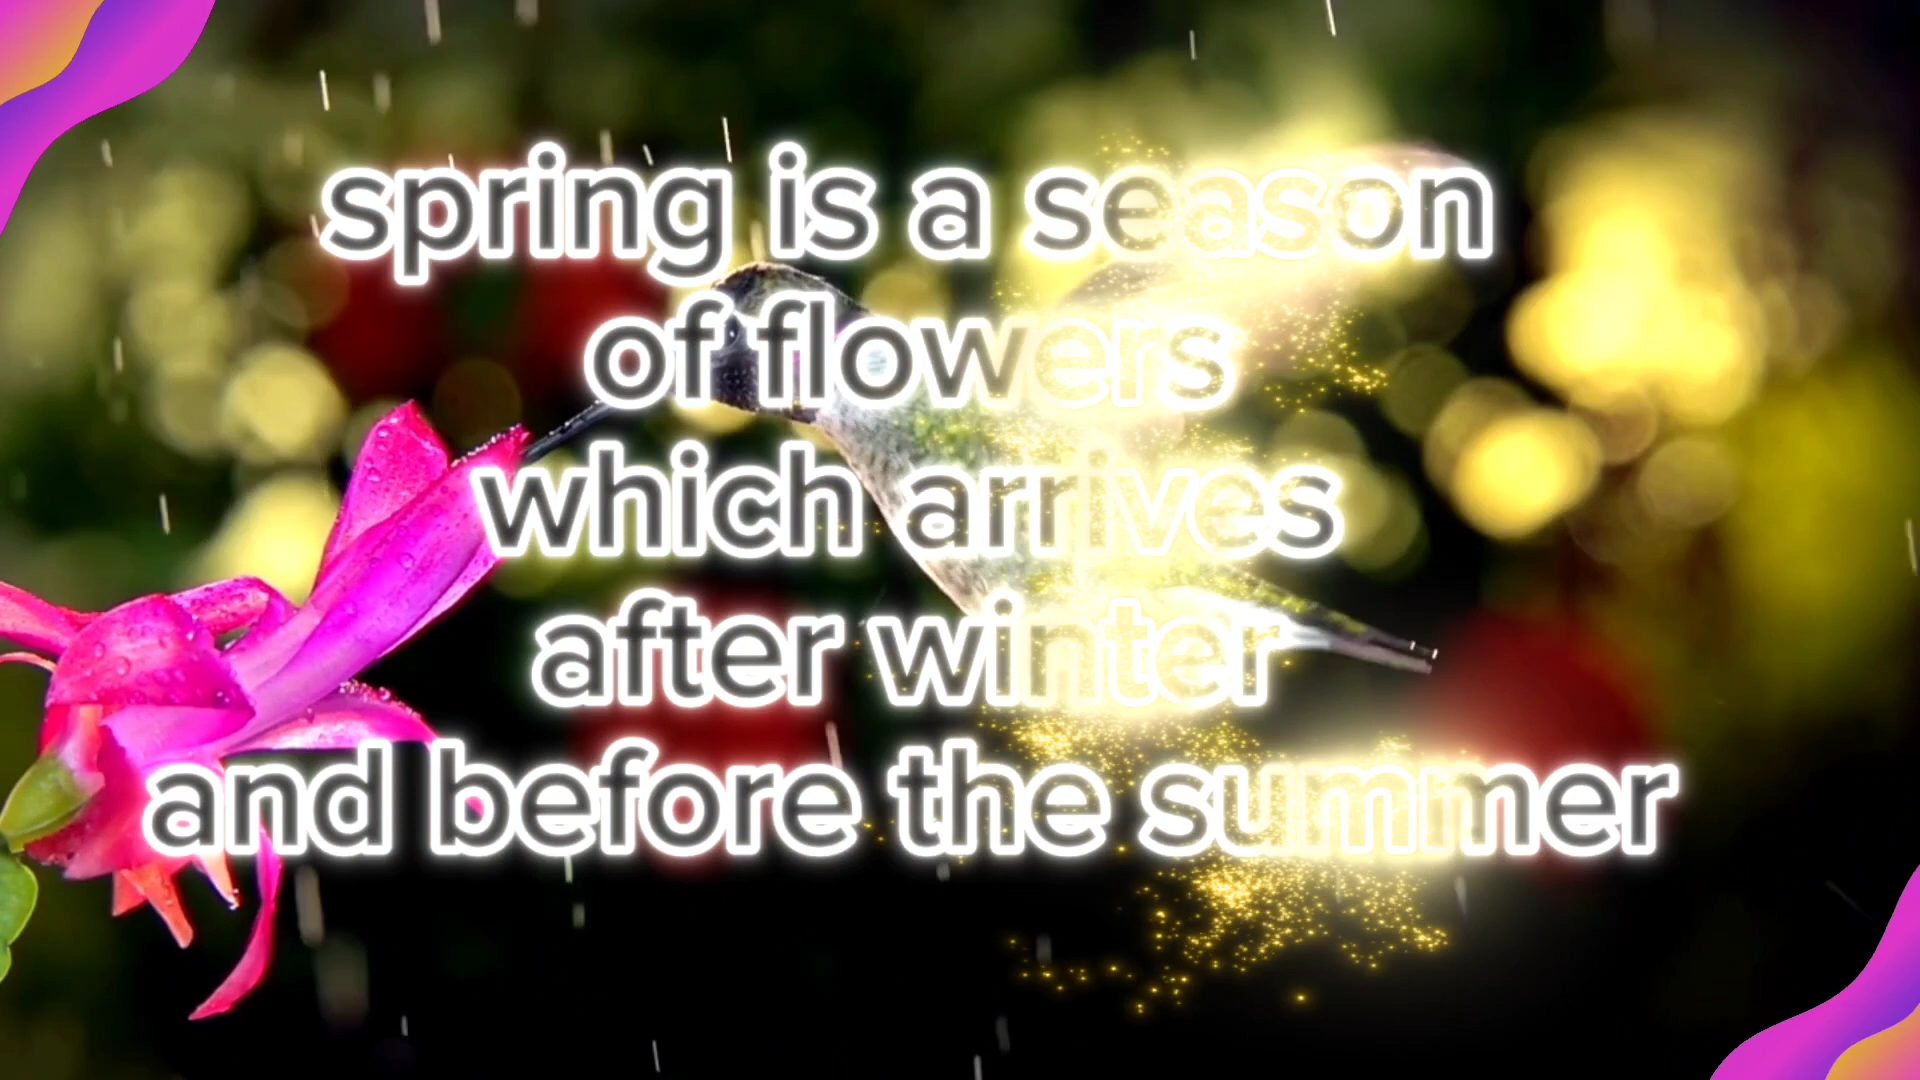 spring is a season
of flowers
which arrives
after winter
and before the summer